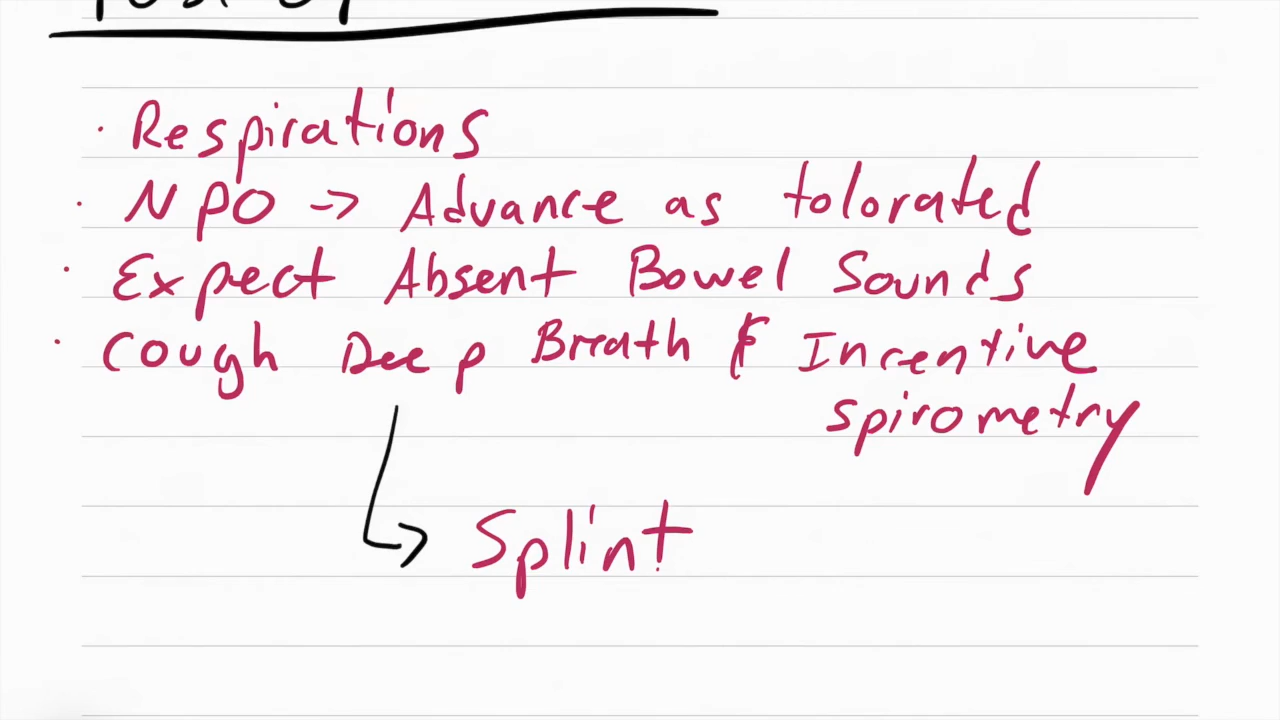 · Respirations
· NPO → Advance as tolorated
· Expect Absent Bowel Sounds
· Cough Deep Breath & Incentive
spirometry
↳ Splint